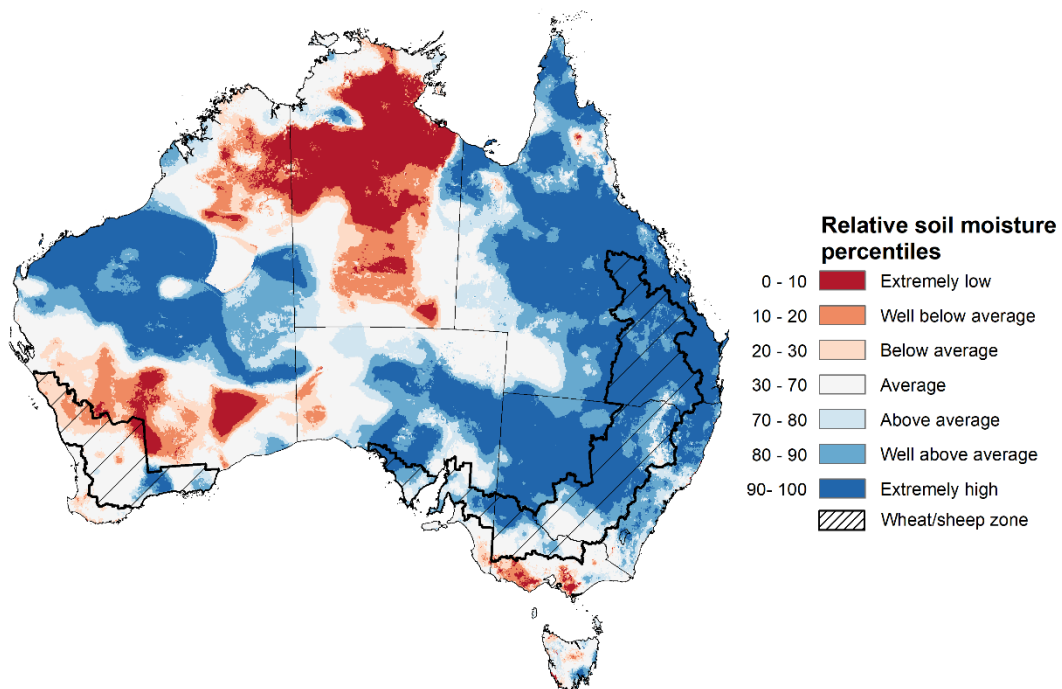 Relative soil moisture
percentiles
0 - 10 Extremely low
10 - 20 Well below average
20 - 30 Below average
30 - 70 Average
70 - 80 Above average
80 - 90 Well above average
90- 100 Extremely high
Wheat/sheep zone